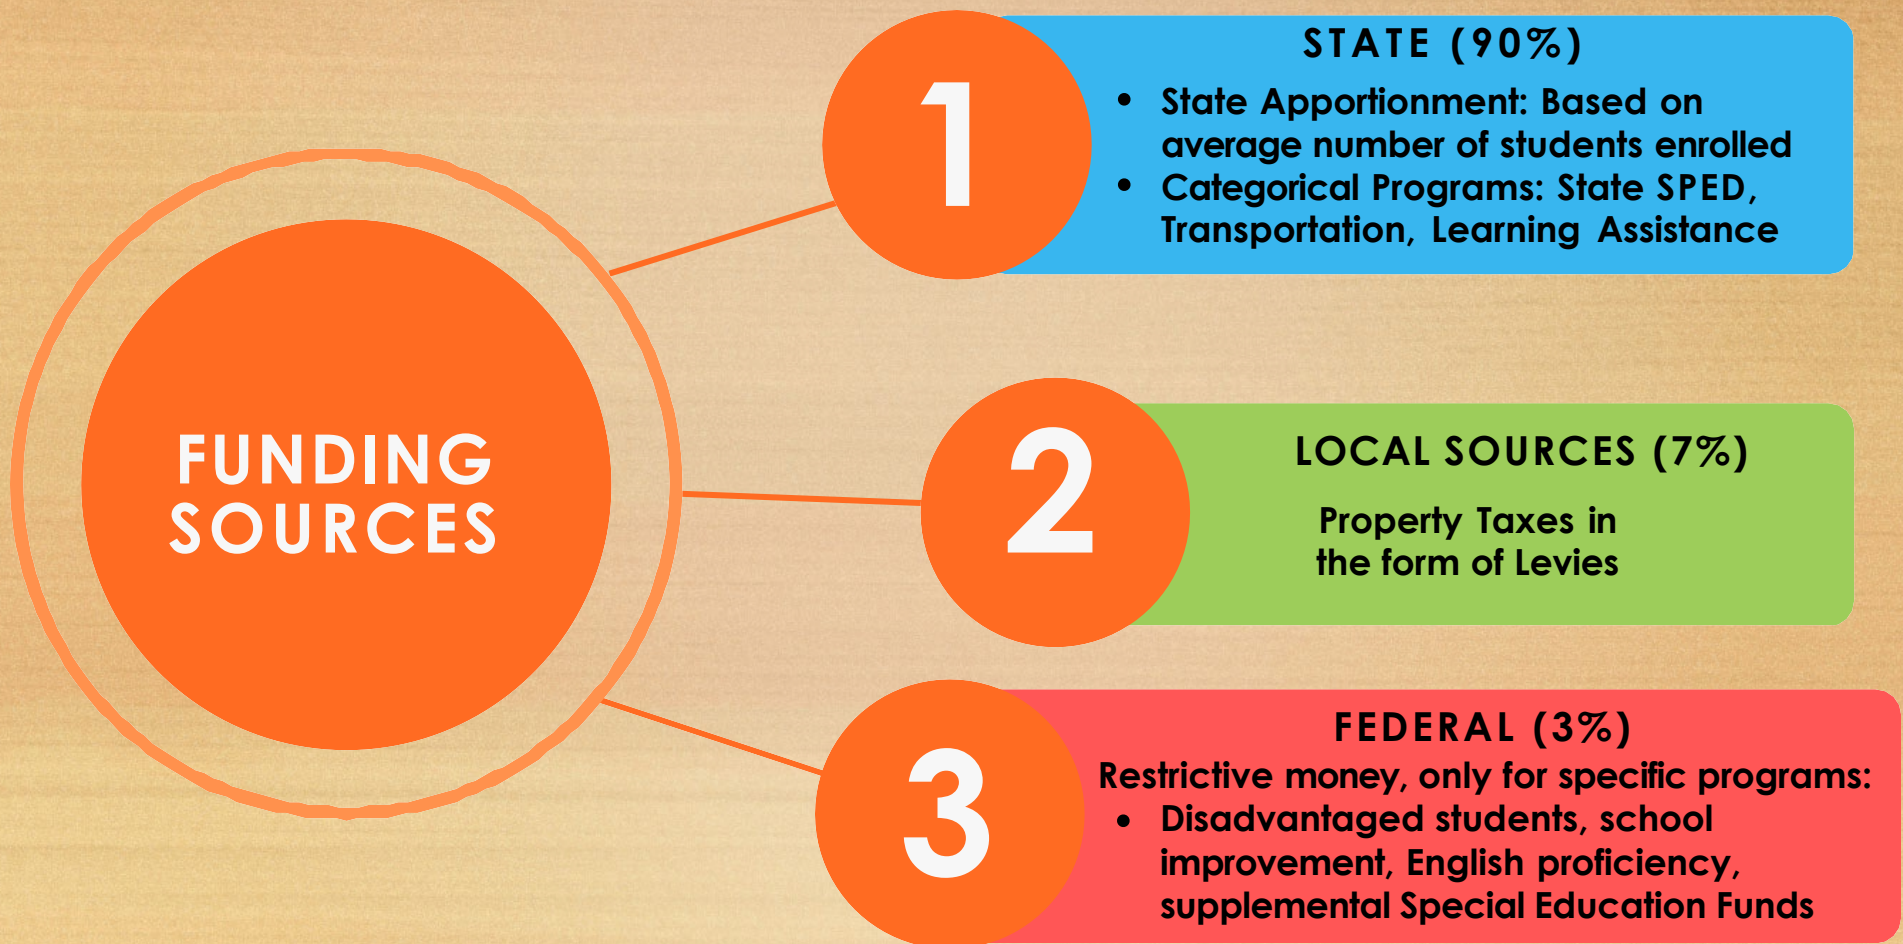 FUNDING
SOURCES
1
STATE (90%)
• State Apportionment: Based on
average number of students enrolled
• Categorical Programs: State SPED,
Transportation, Learning Assistance
2
LOCAL SOURCES (7%)
Property Taxes in
the form of Levies
3
FEDERAL (3%)
Restrictive money, only for specific programs:
• Disadvantaged students, school
improvement, English proficiency,
supplemental Special Education Funds